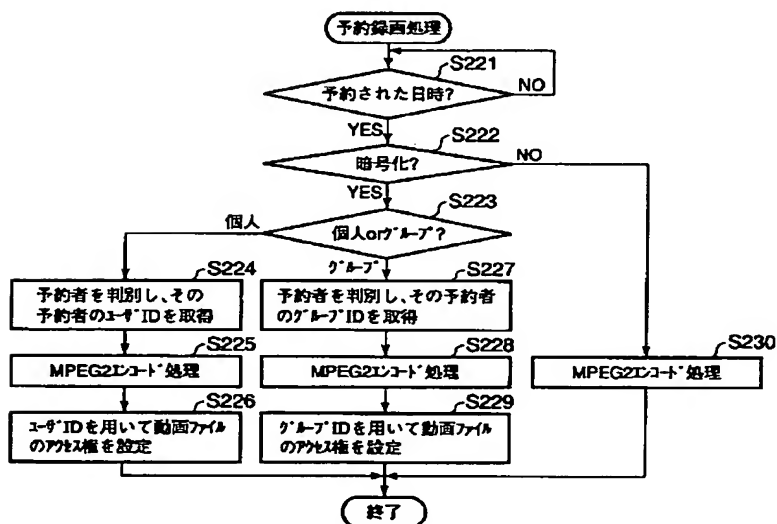 予約録画処理
S221
予約された日時?
NO
YES
S222
暗号化?
NO
YES
S223
個人orグループ?
個人
グループ
S224
予約者を判別し、その
予約者のユーザIDを取得
S227
予約者を判別し、その予約者
のグループIDを取得
S225
MPEG2エンコード処理
S228
MPEG2エンコード処理
S230
MPEG2エンコード処理
S226
ユーザIDを用いて動画ファイル
のアクセス権を設定
S229
グループIDを用いて動画ファイル
のアクセス権を設定
終了